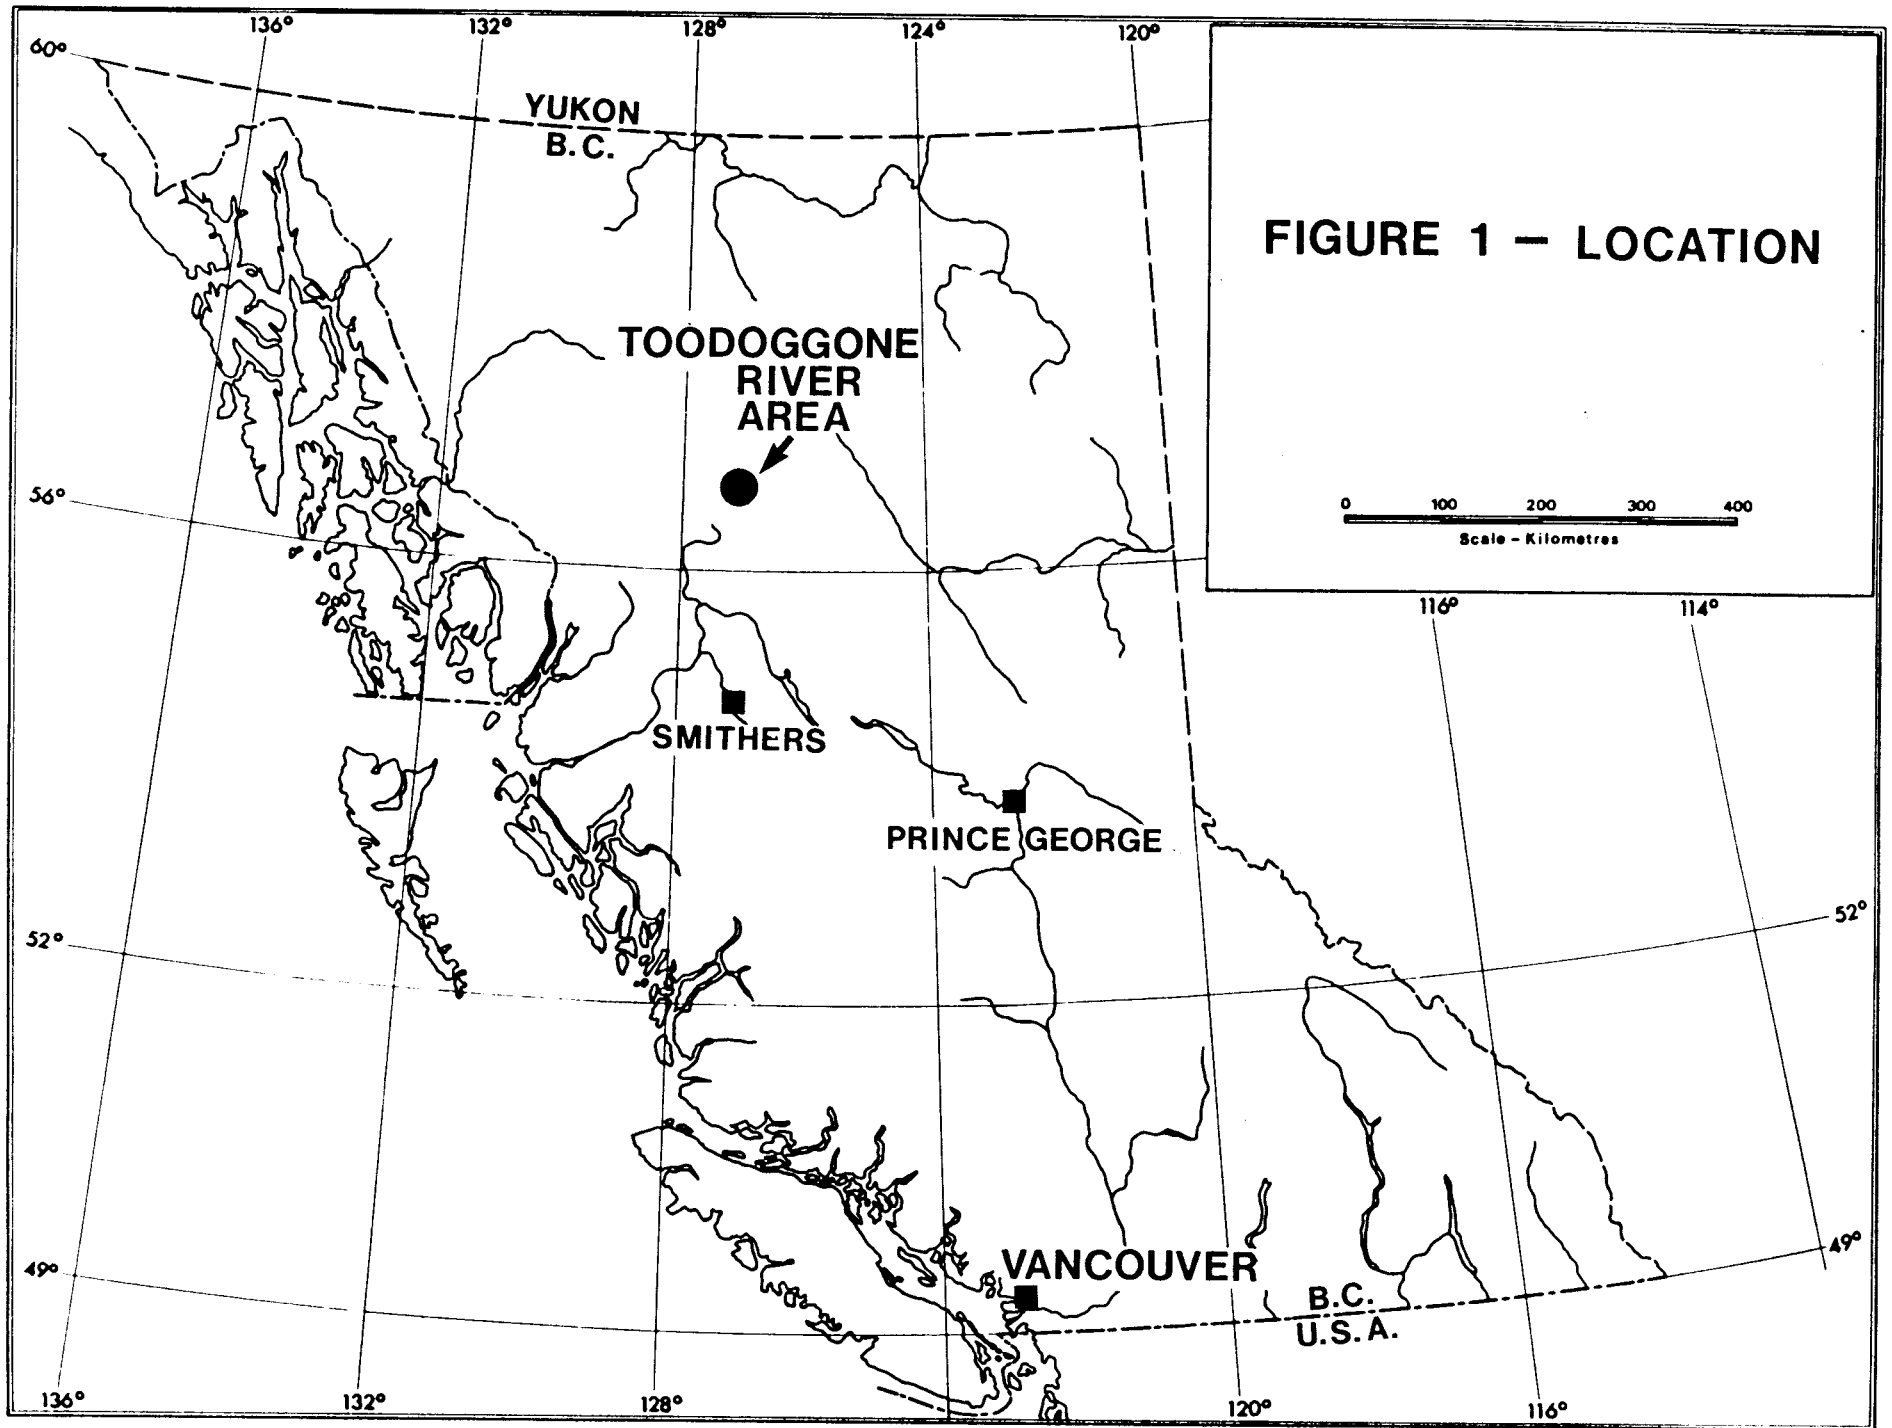 136° 132° 128° 124° 120°
60°
YUKON
B.C.
FIGURE 1 — LOCATION
TOODOGGONE
RIVER
AREA
56°
0 100 200 300 400
Scale – Kilometres
116° 114°
SMITHERS
PRINCE GEORGE
52° 52°
VANCOUVER
49° 49°
B.C.
U.S.A.
136° 132° 128° 120° 116°